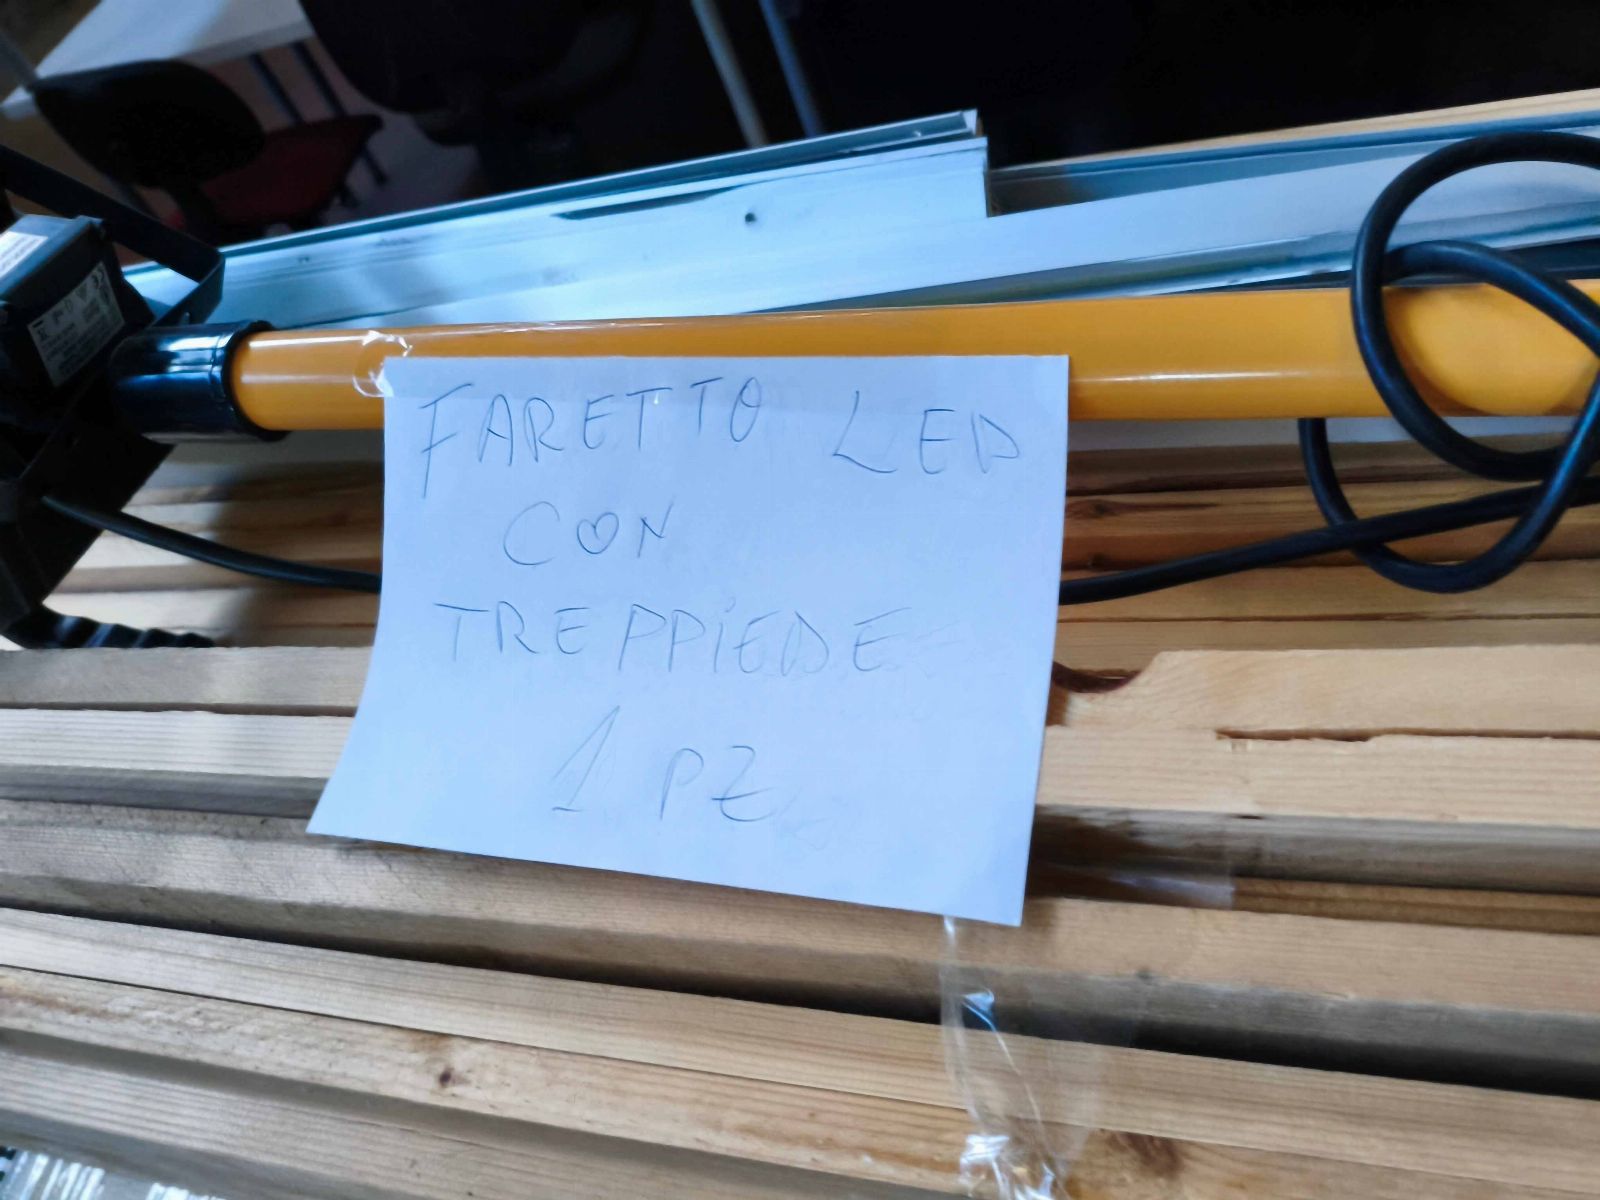 FARETTO LED
CON
TREPPIEDE
1 PZ